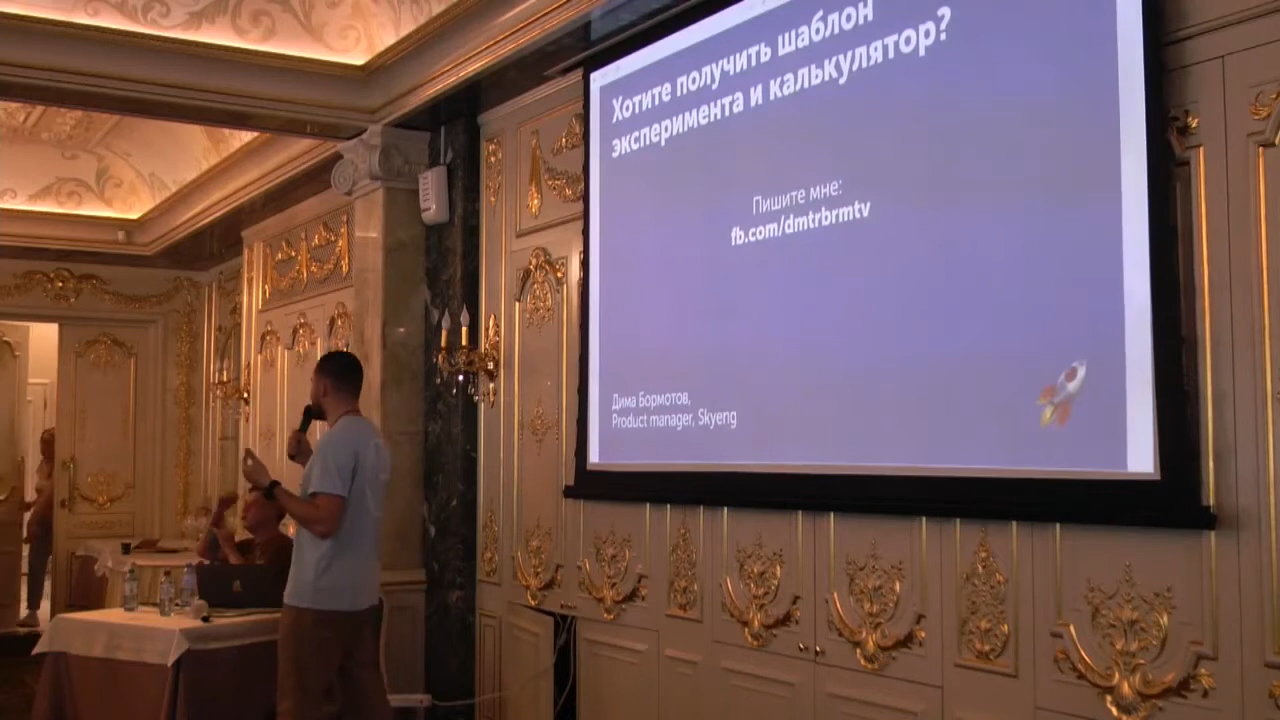 Хотите получить шаблон
эксперимента и калькулятор?
Пишите мне:
fb.com/dmtrbrmtv
Дима Бормотов,
Product manager, Skyeng